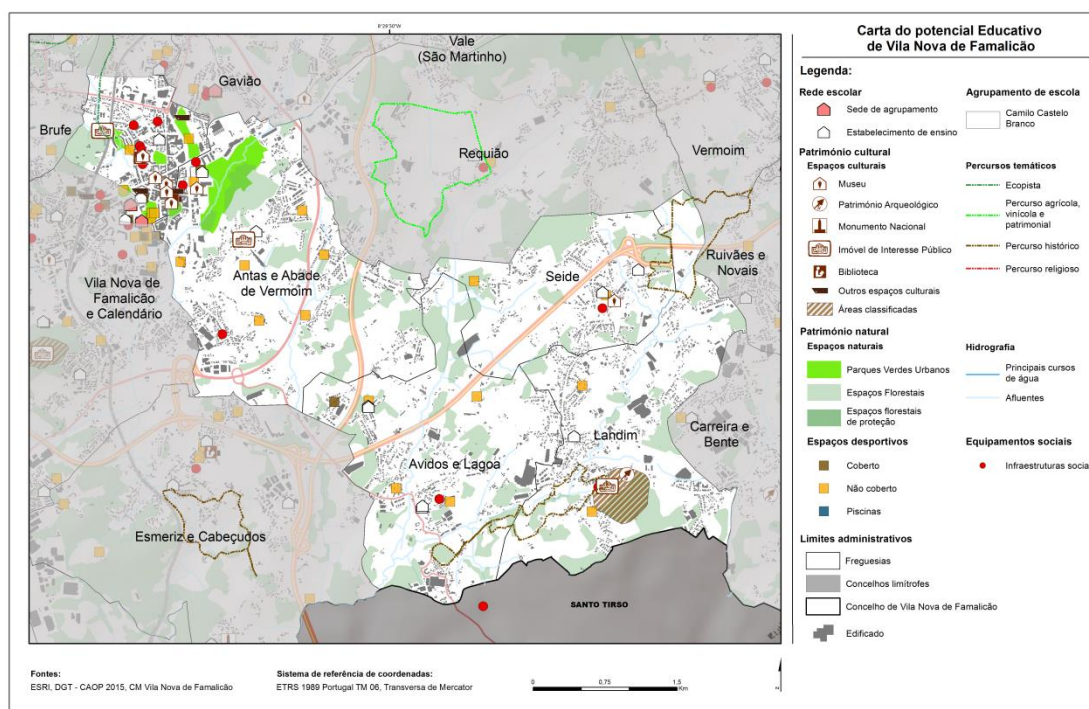 8°28'30"W
Vale
(São Martinho)
Gavião
Brufe
Requião
Vermoim
Ruivães e
Novais
Seide
Antas e Abade
de Vermoim
Vila Nova de
Famalicão
e Calendário
Carreira e
Bente
Landim
Avidos e Lagoa
Esmeriz e Cabeçudos
SANTO TIRSO
Carta do potencial Educativo
de Vila Nova de Famalicão
Legenda:
Rede escolar
Sede de agrupamento
Estabelecimento de ensino
Agrupamento de escola
Camilo Castelo
Branco
Património cultural
Espaços culturais
Museu
Património Arqueológico
Monumento Nacional
Imóvel de Interesse Público
Biblioteca
Outros espaços culturais
Áreas classificadas
Percursos temáticos
Ecopista
Percurso agrícola,
vinícola e
patrimonial
Percurso histórico
Percurso religioso
Património natural
Espaços naturais
Parques Verdes Urbanos
Espaços Florestais
Espaços florestais
de proteção
Hidrografia
Principais cursos
de água
Afluentes
Espaços desportivos
Coberto
Não coberto
Piscinas
Equipamentos sociais
Infraestruturas socia
Limites administrativos
Freguesias
Concelhos limítrofes
Concelho de Vila Nova de Famalicão
Edificado
Fontes:
ESRI, DGT - CAOP 2015, CM Vila Nova de Famalicão
Sistema de referência de coordenadas:
ETRS 1989 Portugal TM 06, Transversa de Mercator
0 0,75 1,5
Km